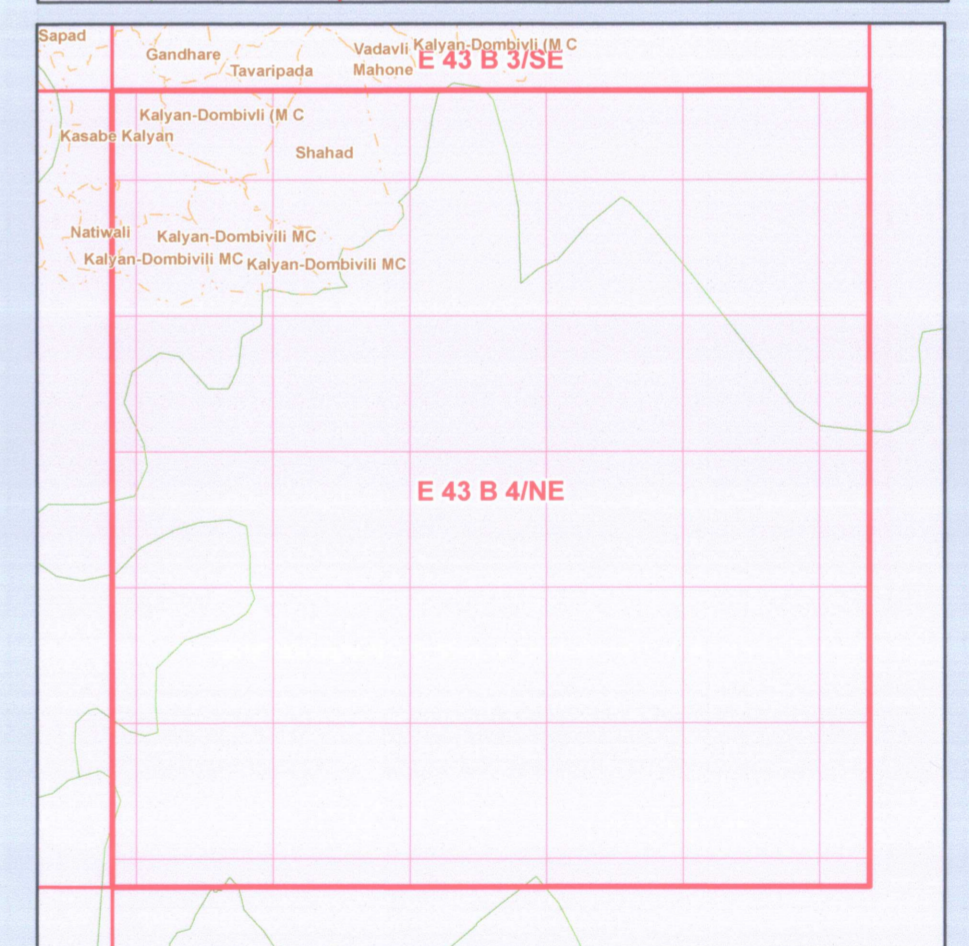 Sapad
Gandhare
Tavaripada
Vadavli
Mahone
Kalyan-Dombivli (M C
E 43 B 3/SE
Kalyan-Dombivli (M C
Kasabe Kalyan
Shahad
Natiwali
Kalyan-Dombivili MC
Kalyan-Dombivili MC
Kalyan-Dombivili MC
E 43 B 4/NE